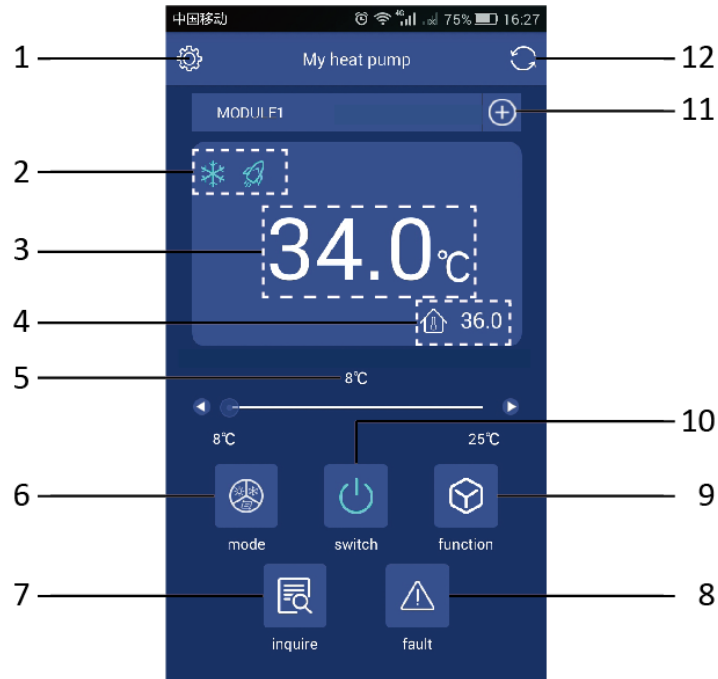 中国移动 4G 75% 16:27
1 My heat pump 12
MODULE1 11
2
3 34.0℃
4 36.0
5 8℃
8℃ 25℃
10
6 9
mode switch function
7 8
inquire fault